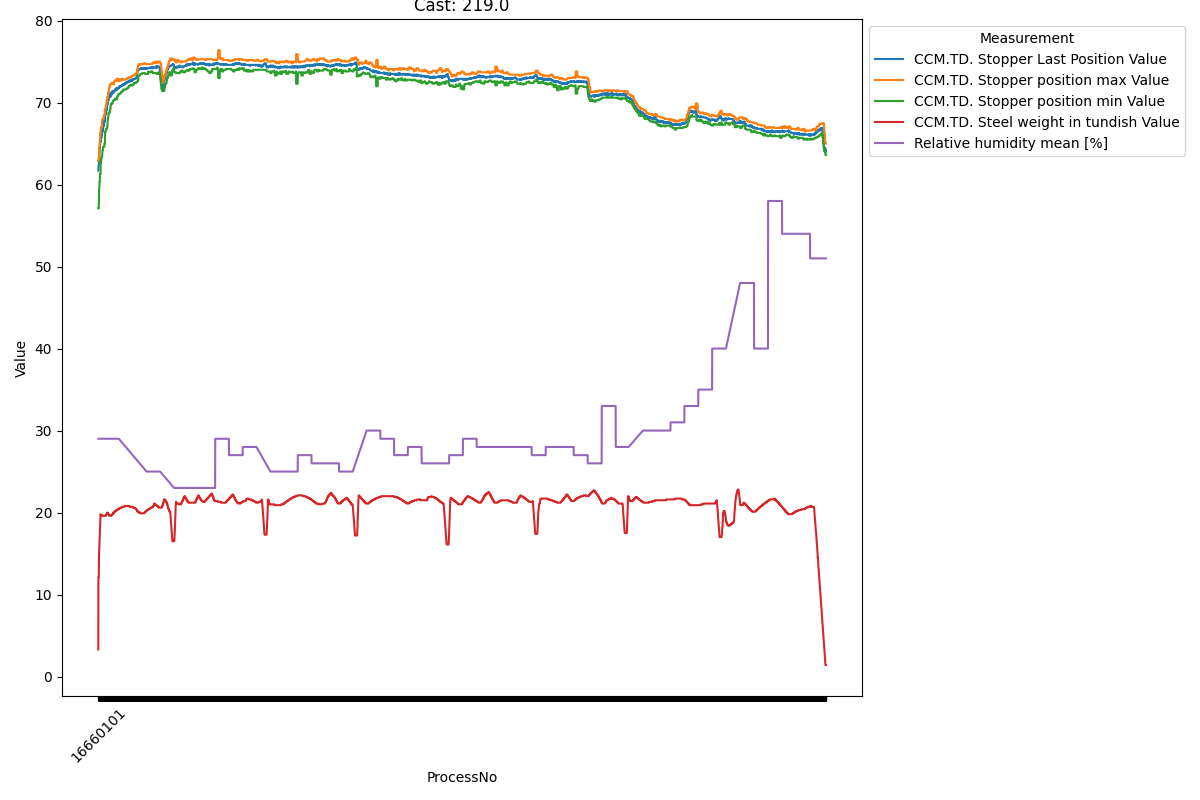 Cast: 219.0
80
70
60
50
40
30
20
10
0
Value
16660101
ProcessNo
Measurement
CCM.TD. Stopper Last Position Value
CCM.TD. Stopper position max Value
CCM.TD. Stopper position min Value
CCM.TD. Steel weight in tundish Value
Relative humidity mean [%]